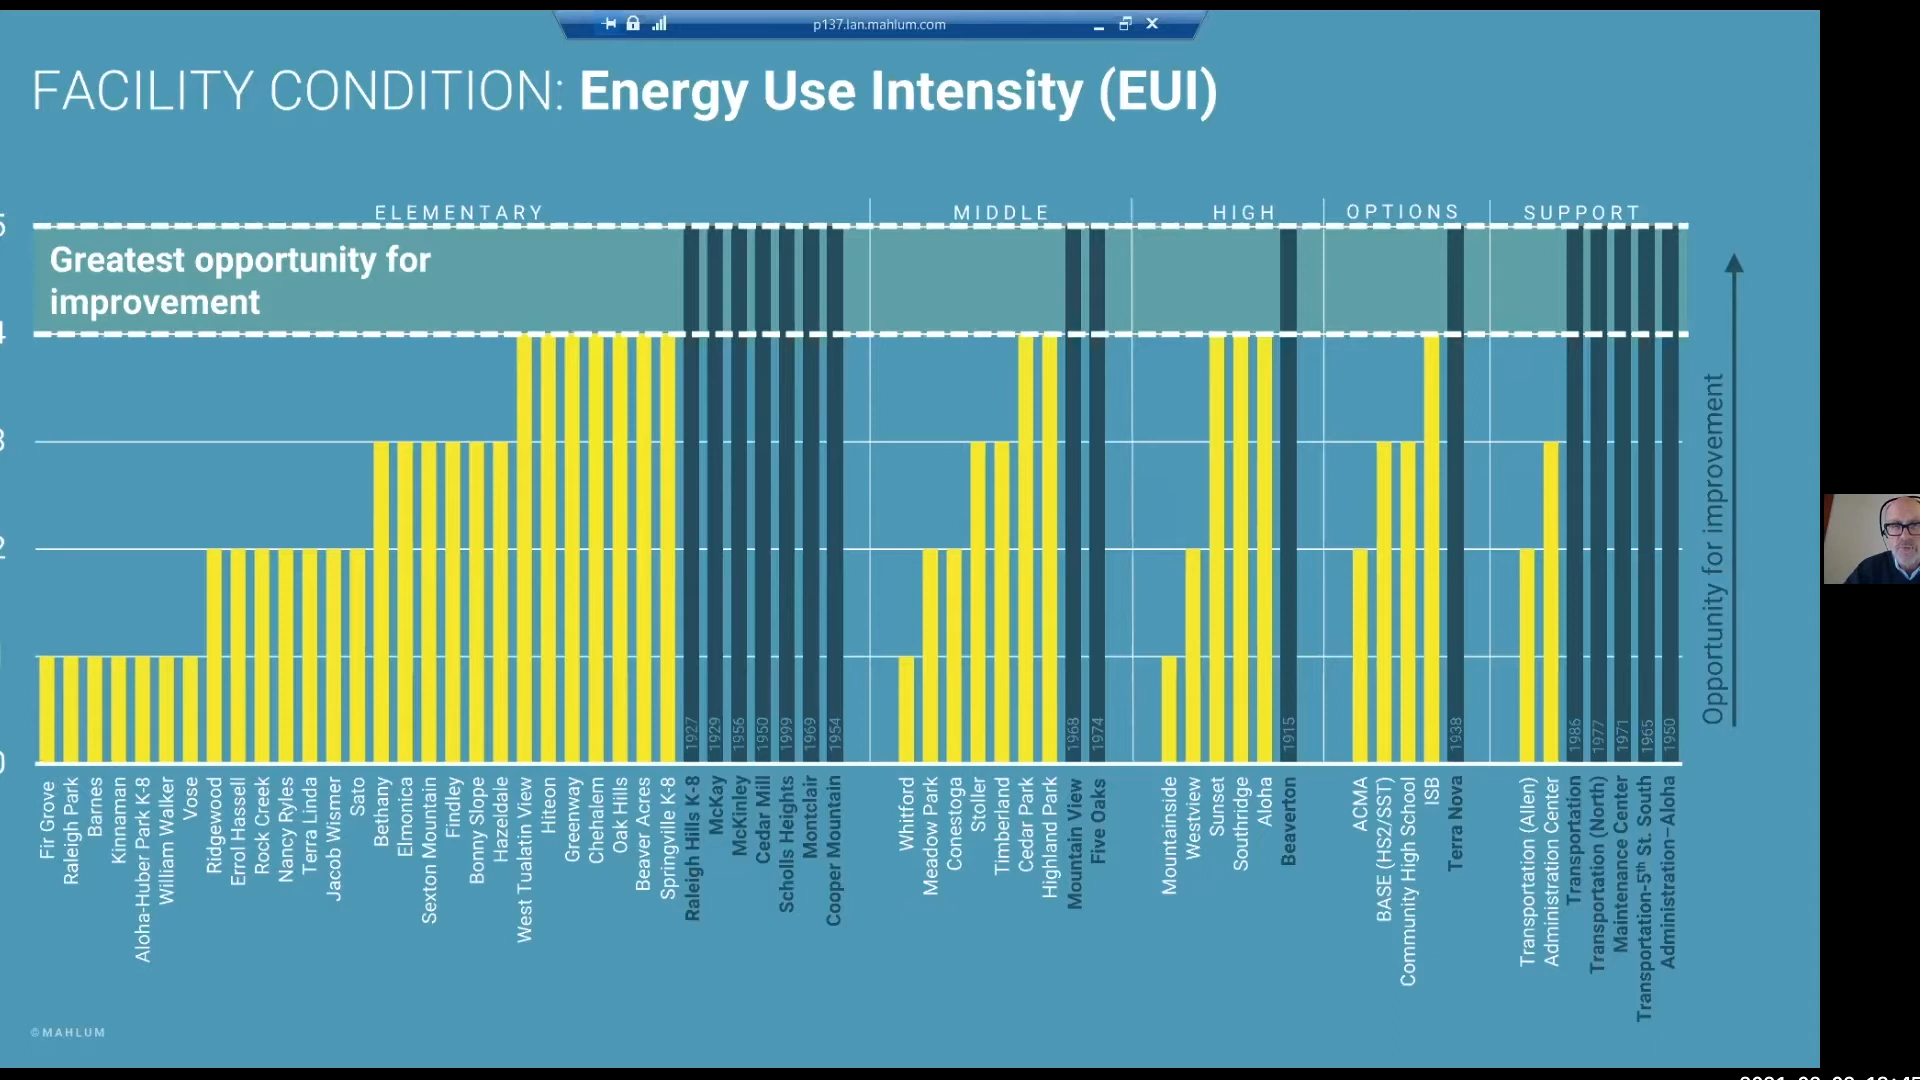 p137.lan.mahlum.com
FACILITY CONDITION: Energy Use Intensity (EUI)
ELEMENTARY
MIDDLE
HIGH
OPTIONS
SUPPORT
5
Greatest opportunity for
improvement
4
3
2
0
Opportunity for improvement
1927
1929
1956
1950
1999
1969
1954
1968
1974
1915
1938
1986
1977
1971
1965
1950
Fir Grove
Raleigh Park
Barnes
Kinnaman
Aloha-Huber Park K-8
William Walker
Vose
Ridgewood
Errol Hassell
Rock Creek
Nancy Ryles
Terra Linda
Jacob Wismer
Sato
Bethany
Elmonica
Sexton Mountain
Findley
Bonny Slope
Hazeldale
West Tualatin View
Hiteon
Greenway
Chehalem
Oak Hills
Beaver Acres
Springville K-8
Raleigh Hills K-8
McKay
McKinley
Cedar Mill
Scholls Heights
Montclair
Cooper Mountain
Whitford
Meadow Park
Conestoga
Stoller
Timberland
Cedar Park
Highland Park
Mountain View
Five Oaks
Mountainside
Westview
Sunset
Southridge
Aloha
Beaverton
ACMA
BASE (HS2/SST)
Community High School
ISB
Terra Nova
Transportation (Allen)
Administration Center
Transportation
Transportation (North)
Maintenance Center
Transportation-5th St. South
Administration–Aloha
©MAHLUM